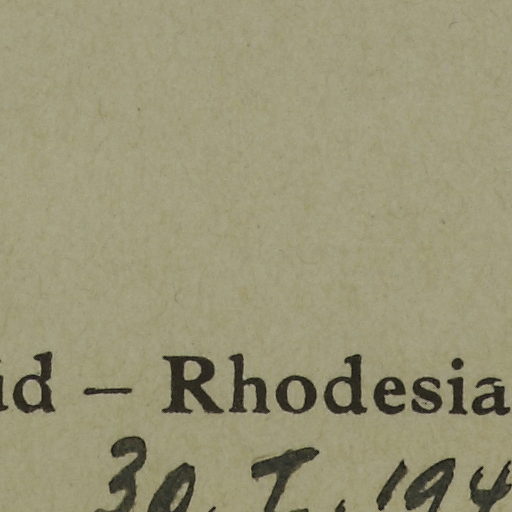 id – Rhodesia
30. I. 194